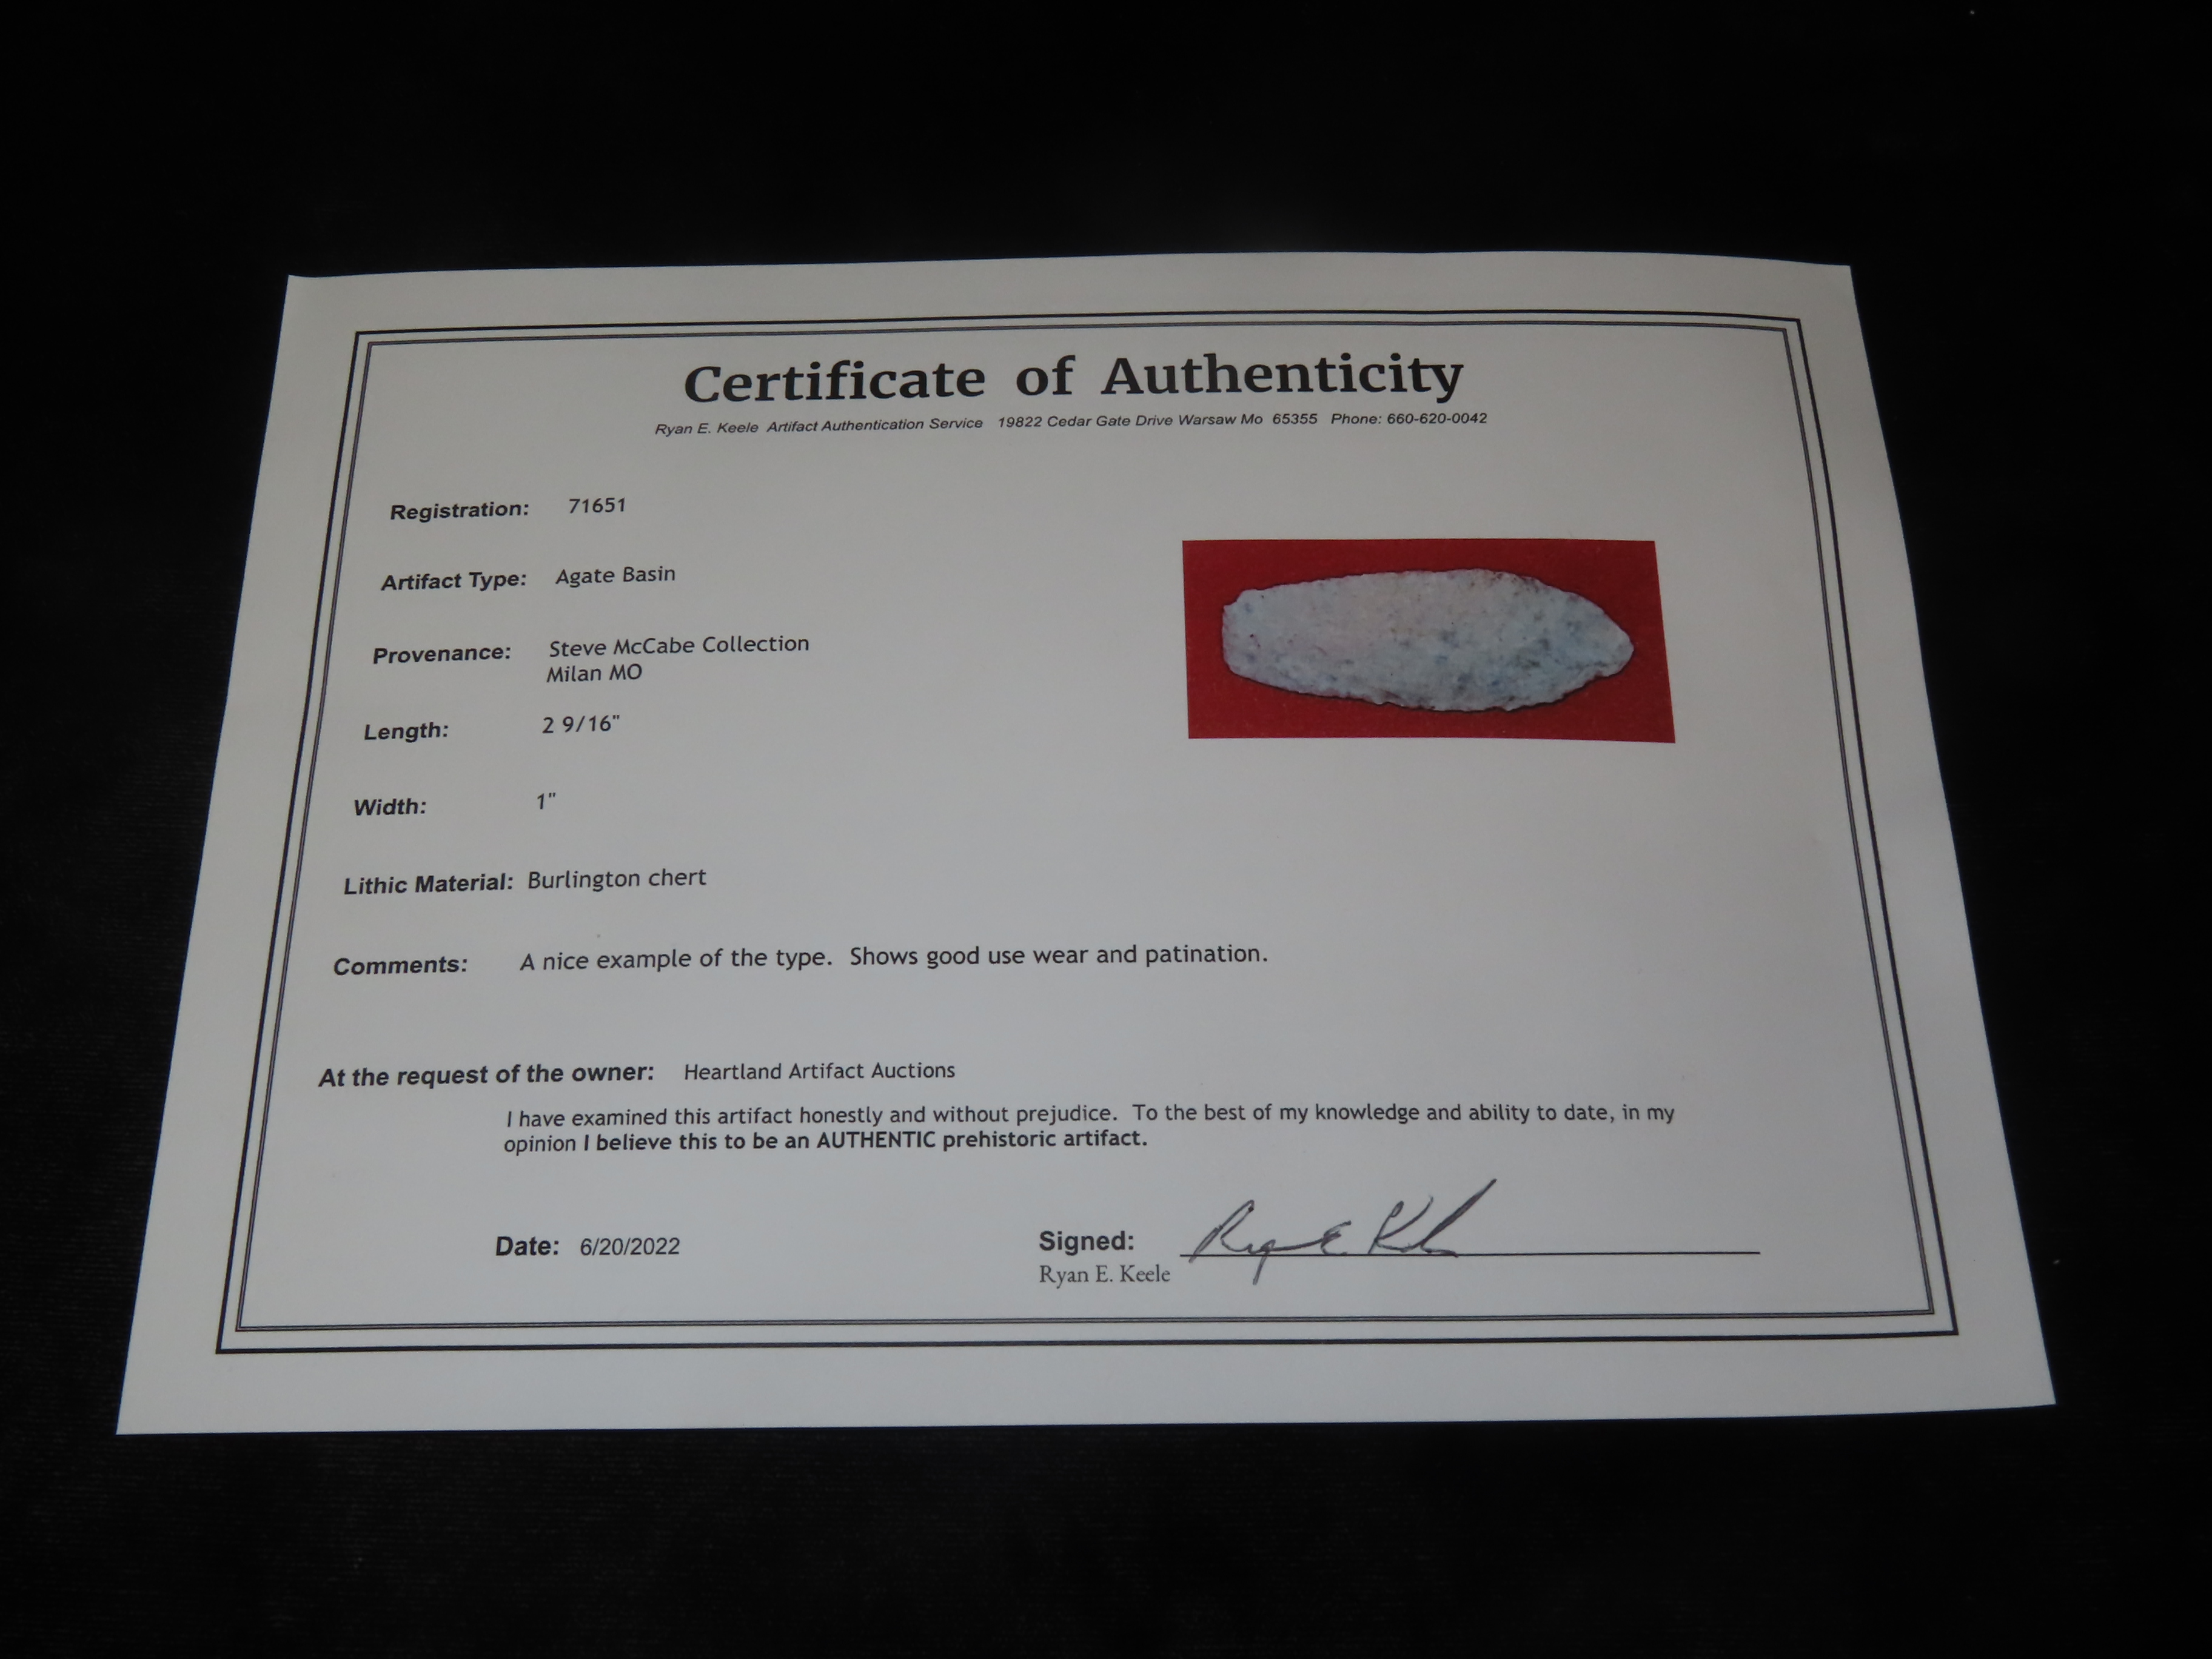 Certificate of Authenticity
Ryan E. Keele Artifact Authentication Service 19822 Cedar Gate Drive Warsaw Mo 65355 Phone: 660-620-0042
Registration: 71651
Artifact Type: Agate Basin
Provenance: Steve McCabe Collection
Milan MO
Length: 2 9/16"
Width: 1"
Lithic Material: Burlington chert
Comments: A nice example of the type. Shows good use wear and patination.
At the request of the owner: Heartland Artifact Auctions
I have examined this artifact honestly and without prejudice. To the best of my knowledge and ability to date, in my
opinion I believe this to be an AUTHENTIC prehistoric artifact.
Date: 6/20/2022
Signed: Ryan E. Keele
Ryan E. Keele